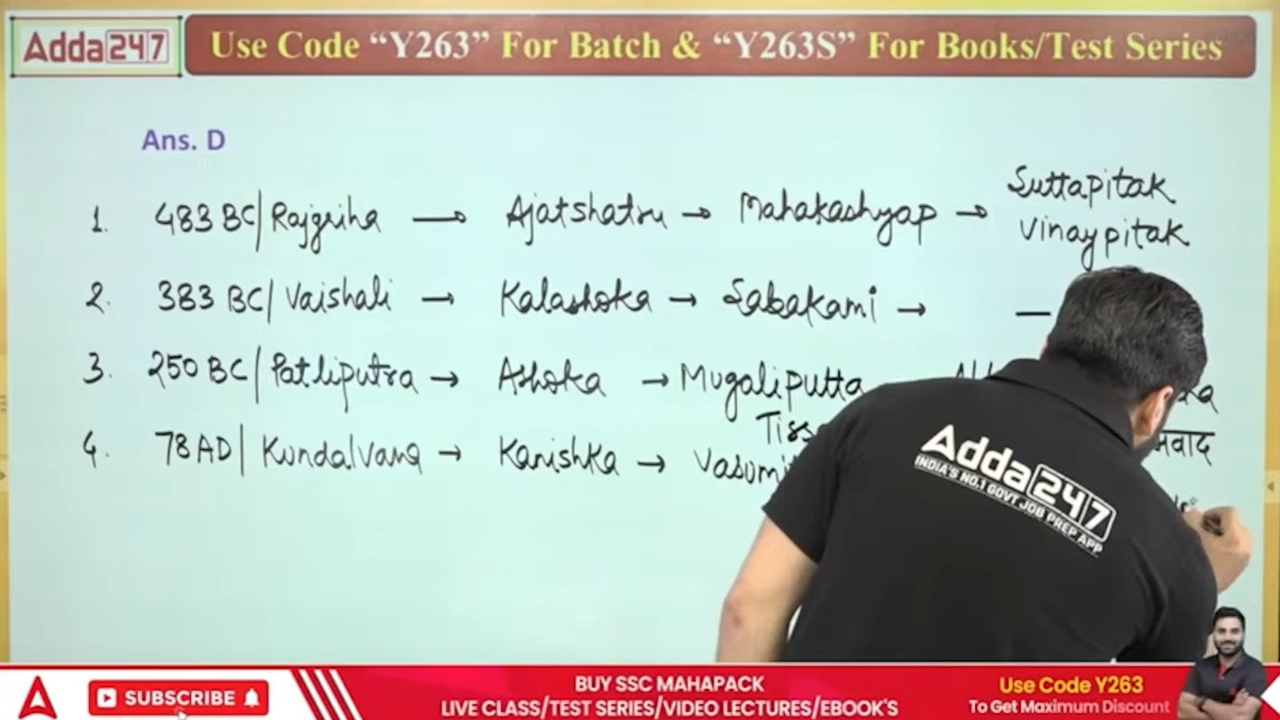 Adda247
Use Code “Y263” For Batch & “Y263S” For Books/Test Series
Ans. D
1. 483 BC/ Rajgriha → Ajatshatru → Mahakashyap → Suttapitak
Vinaypitak
2. 383 BC/ Vaishali → Kalashoka → Sabakami → —
3. 250 BC/ Patliputra → Ashoka → Mugaliputta
4. 78 AD/ Kundalvana → Kanishka →
Adda247
INDIA'S NO.1 GOVT JOB PREP APP
SUBSCRIBE
BUY SSC MAHAPACK
LIVE CLASS/TEST SERIES/VIDEO LECTURES/EBOOK'S
Use Code Y263
To Get Maximum Discount